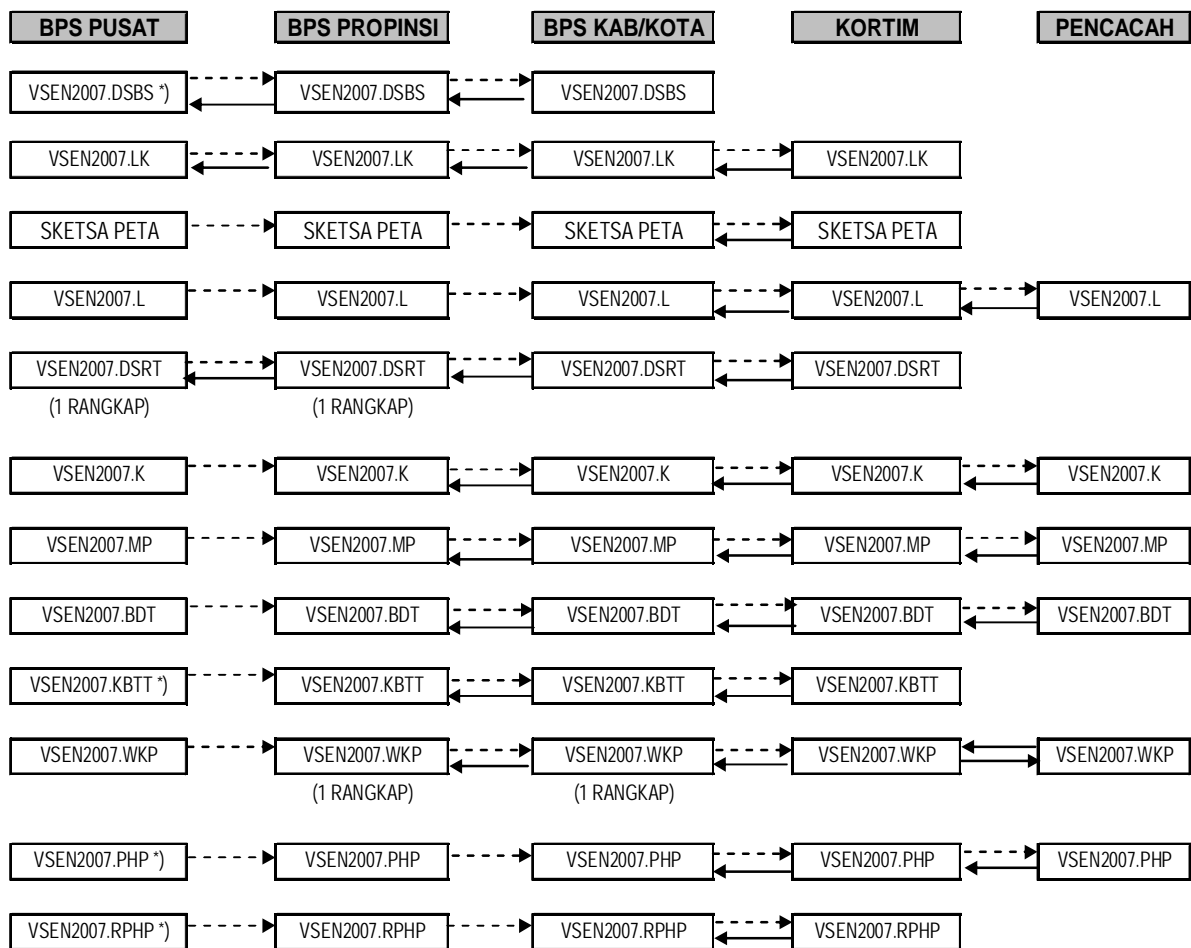 BPS PUSAT BPS PROPINSI BPS KAB/KOTA KORTIM PENCACAH
VSEN2007.DSBS *) VSEN2007.DSBS VSEN2007.DSBS
VSEN2007.LK VSEN2007.LK VSEN2007.LK VSEN2007.LK
SKETSA PETA SKETSA PETA SKETSA PETA SKETSA PETA
VSEN2007.L VSEN2007.L VSEN2007.L VSEN2007.L VSEN2007.L
VSEN2007.DSRT VSEN2007.DSRT VSEN2007.DSRT VSEN2007.DSRT
(1 RANGKAP) (1 RANGKAP)
VSEN2007.K VSEN2007.K VSEN2007.K VSEN2007.K VSEN2007.K
VSEN2007.MP VSEN2007.MP VSEN2007.MP VSEN2007.MP VSEN2007.MP
VSEN2007.BDT VSEN2007.BDT VSEN2007.BDT VSEN2007.BDT VSEN2007.BDT
VSEN2007.KBTT *) VSEN2007.KBTT VSEN2007.KBTT VSEN2007.KBTT
VSEN2007.WKP VSEN2007.WKP VSEN2007.WKP VSEN2007.WKP VSEN2007.WKP
(1 RANGKAP) (1 RANGKAP)
VSEN2007.PHP *) VSEN2007.PHP VSEN2007.PHP VSEN2007.PHP VSEN2007.PHP
VSEN2007.RPHP *) VSEN2007.RPHP VSEN2007.RPHP VSEN2007.RPHP